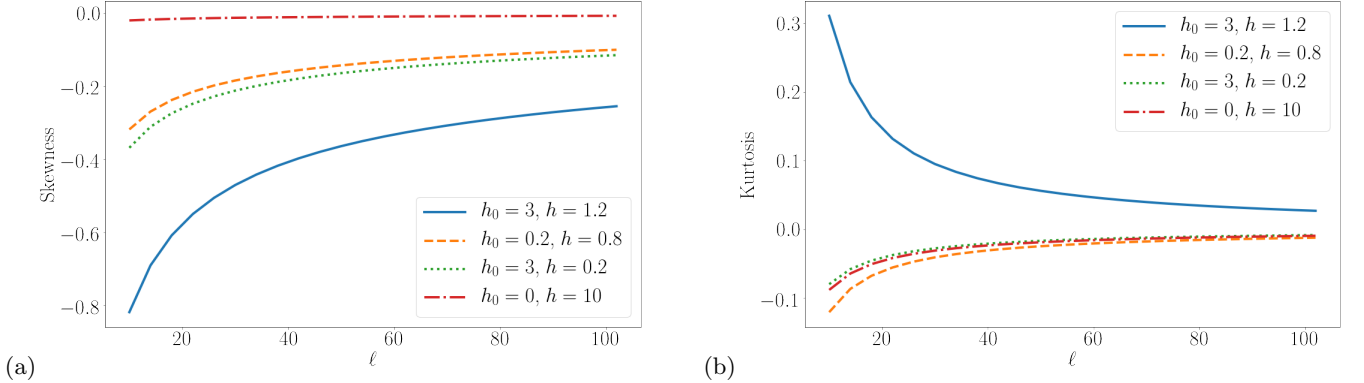 0.0
−0.2
−0.4
−0.6
−0.8
Skewness
h₀ = 3, h = 1.2
h₀ = 0.2, h = 0.8
h₀ = 3, h = 0.2
h₀ = 0, h = 10
20 40 60 80 100
ℓ
(a)
0.3
0.2
0.1
0.0
−0.1
Kurtosis
h₀ = 3, h = 1.2
h₀ = 0.2, h = 0.8
h₀ = 3, h = 0.2
h₀ = 0, h = 10
20 40 60 80 100
ℓ
(b)